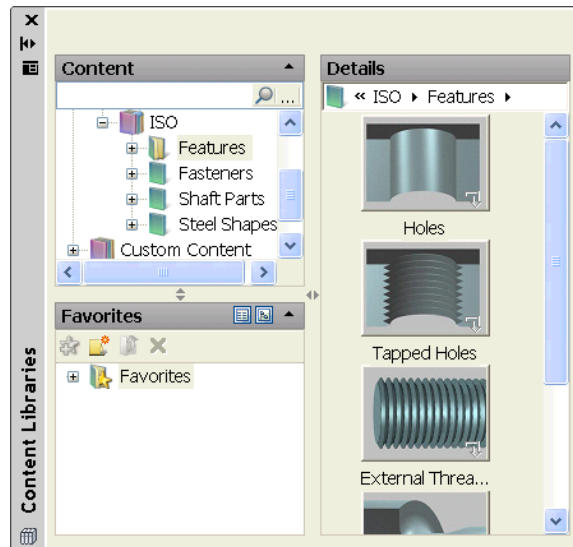 Content
...
ISO
Features
Fasteners
Shaft Parts
Steel Shapes
Custom Content
Favorites
Favorites
Details
« ISO Features
Holes
Tapped Holes
External Threa...
Content Libraries